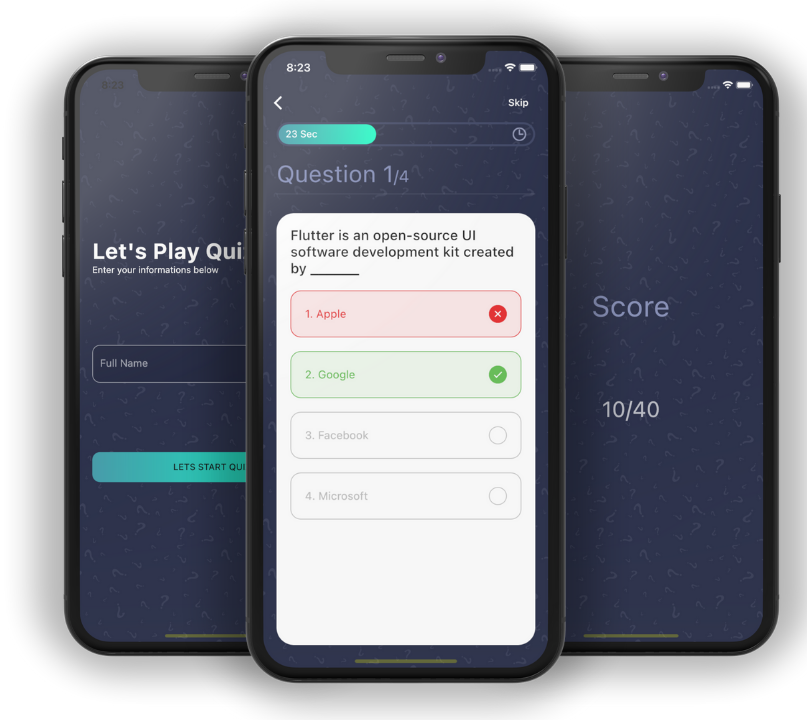 8:23
Let's Play Qui
Enter your informations below
Full Name
LETS START QUI
8:23
Skip
23 Sec
Question 1/4
Flutter is an open-source UI
software development kit created
by ______
1. Apple
2. Google
3. Facebook
4. Microsoft
Score
10/40